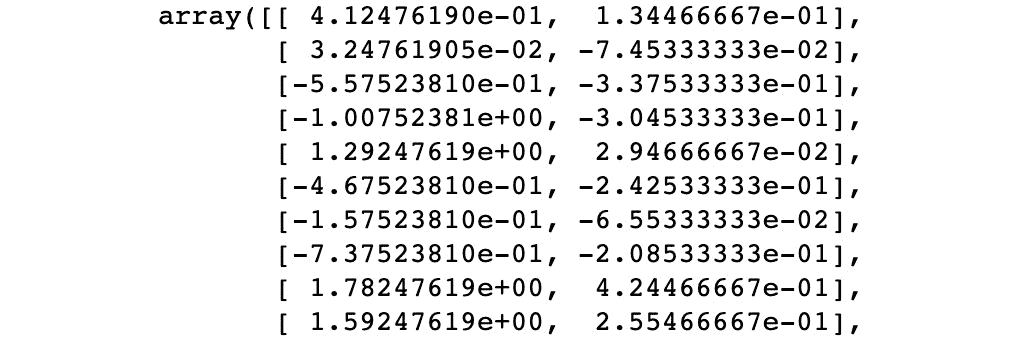 array([[ 4.12476190e-01,  1.34466667e-01],
[ 3.24761905e-02, -7.45333333e-02],
[-5.57523810e-01, -3.37533333e-01],
[-1.00752381e+00, -3.04533333e-01],
[ 1.29247619e+00,  2.94666667e-02],
[-4.67523810e-01, -2.42533333e-01],
[-1.57523810e-01, -6.55333333e-02],
[-7.37523810e-01, -2.08533333e-01],
[ 1.78247619e+00,  4.24466667e-01],
[ 1.59247619e+00,  2.55466667e-01],